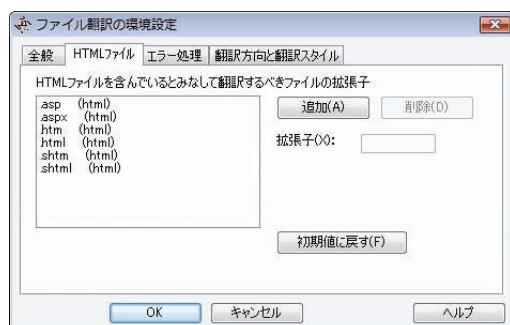 ファイル翻訳の環境設定
全般 HTMLファイル エラー処理 翻訳方向と翻訳スタイル
HTMLファイルを含んでいるとみなして翻訳するべきファイルの拡張子
.asp (html)
.aspx (html)
.htm (html)
.html (html)
.shtm (html)
.shtml (html)
追加(A) 削除(D)
拡張子(X):
初期値に戻す(F)
OK キャンセル ヘルプ